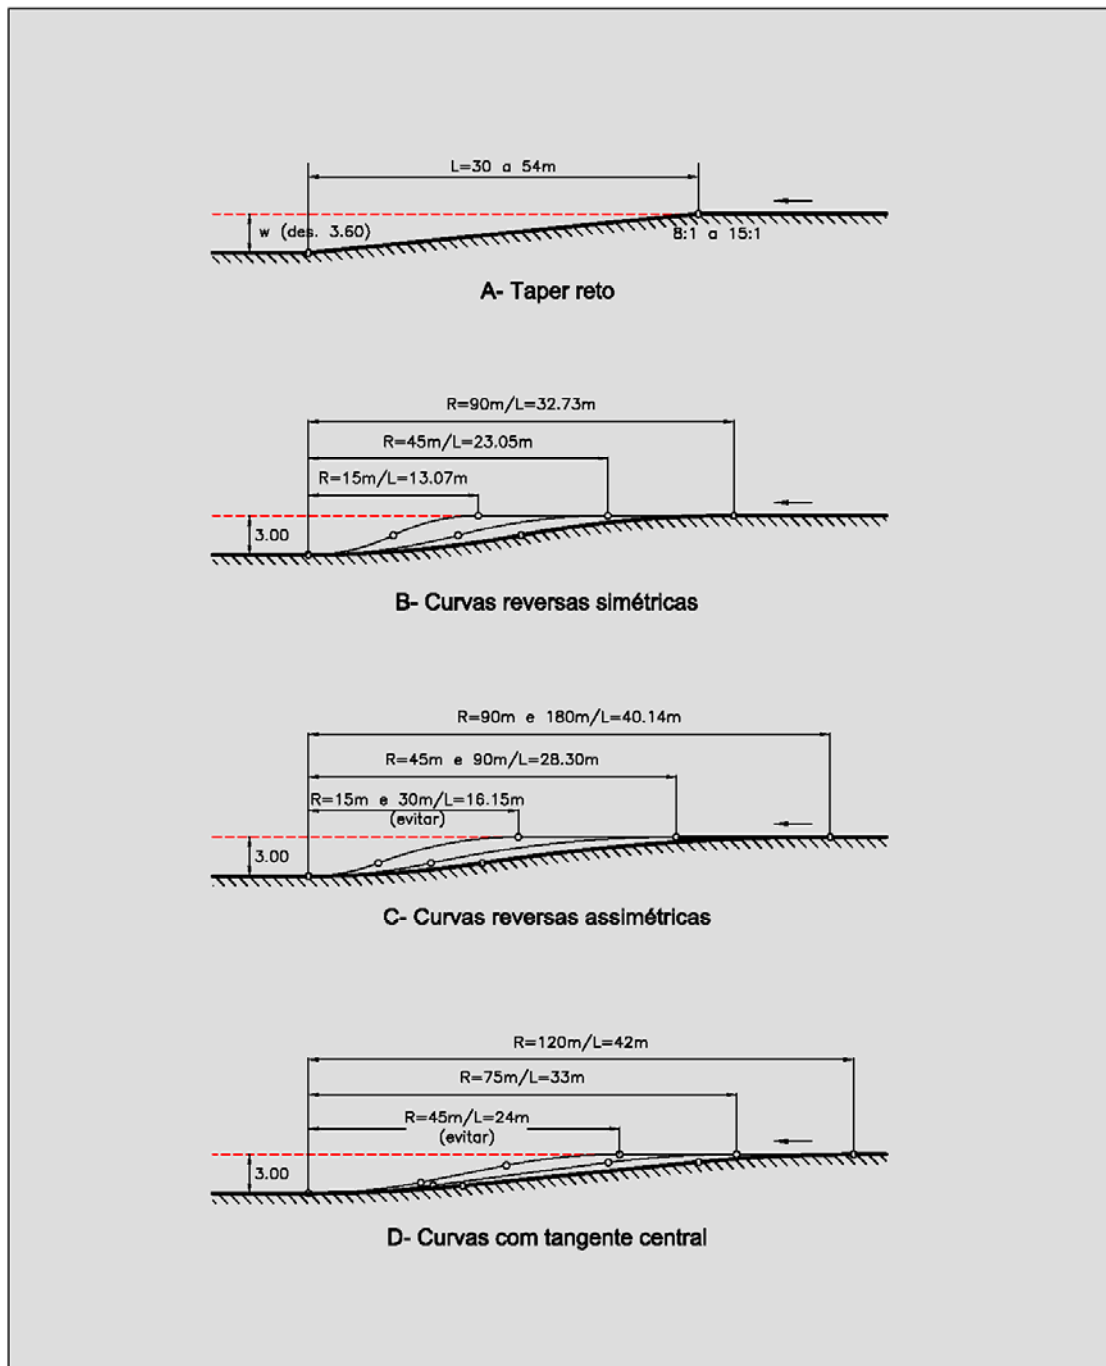 L=30 a 54m
w (des. 3.60)
8:1 a 15:1
A- Taper reto
R=90m/L=32.73m
R=45m/L=23.05m
R=15m/L=13.07m
3.00
B- Curvas reversas simétricas
R=90m e 180m/L=40.14m
R=45m e 90m/L=28.30m
R=15m e 30m/L=16.15m
(evitar)
3.00
C- Curvas reversas assimétricas
R=120m/L=42m
R=75m/L=33m
R=45m/L=24m
(evitar)
3.00
D- Curvas com tangente central